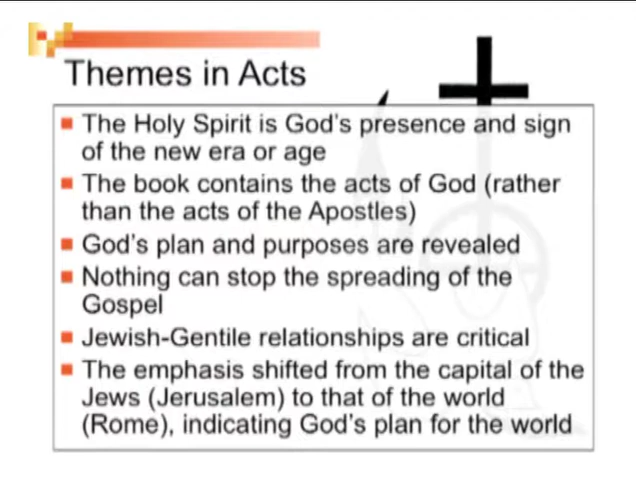 Themes in Acts
The Holy Spirit is God's presence and sign
of the new era or age
The book contains the acts of God (rather
than the acts of the Apostles)
God's plan and purposes are revealed
Nothing can stop the spreading of the
Gospel
Jewish-Gentile relationships are critical
The emphasis shifted from the capital of the
Jews (Jerusalem) to that of the world
(Rome), indicating God's plan for the world